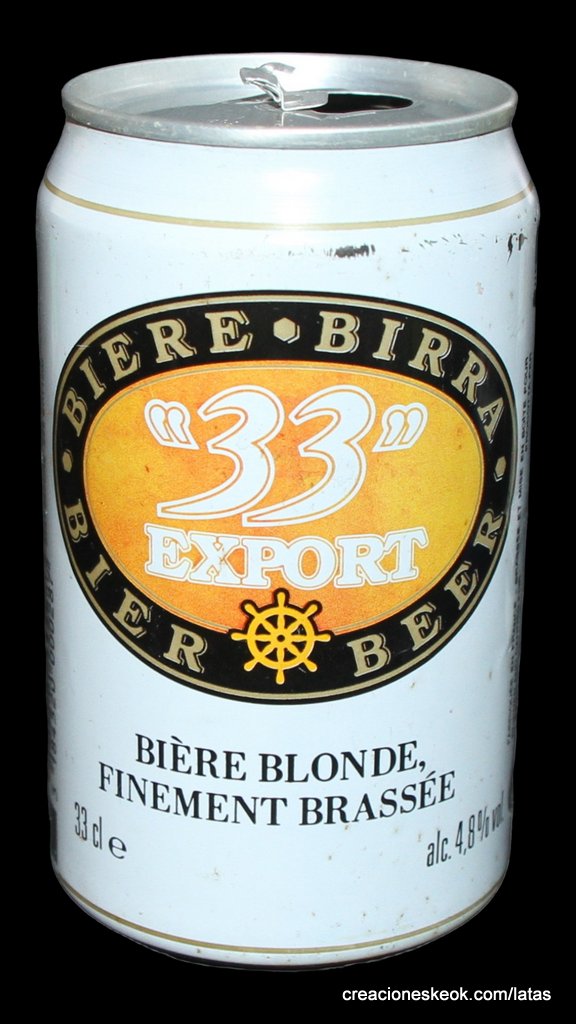 BIERE • BIRRA • BEER • BIER •
"33"
EXPORT
BIÈRE BLONDE,
FINEMENT BRASSÉE
33 cl e
alc. 4,8% vol.
creacioneskeok.com/latas